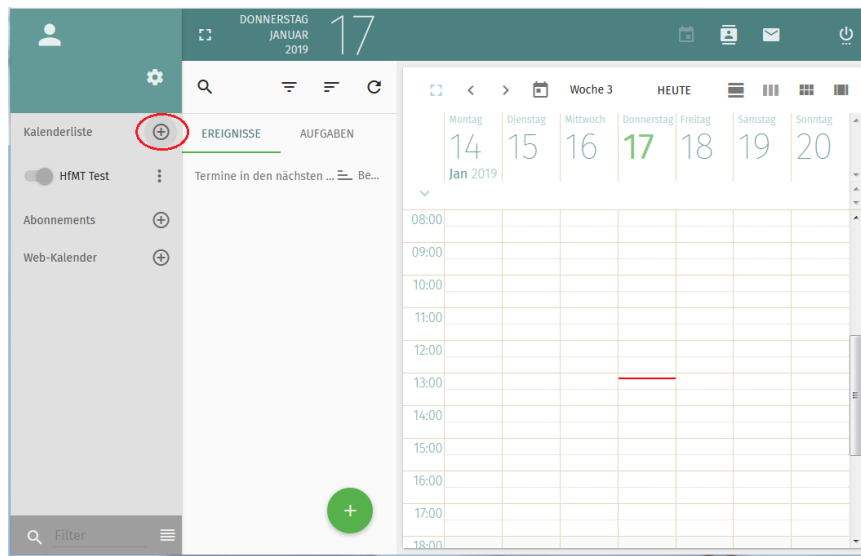 DONNERSTAG
JANUAR
2019
17
Kalenderliste
HfMT Test
Abonnements
Web-Kalender
Filter
EREIGNISSE AUFGABEN
Termine in den nächsten ... Be...
Woche 3 HEUTE
Montag Dienstag Mittwoch Donnerstag Freitag Samstag Sonntag
14 15 16 17 18 19 20
Jan 2019
08:00
09:00
10:00
11:00
12:00
13:00
14:00
15:00
16:00
17:00
18:00